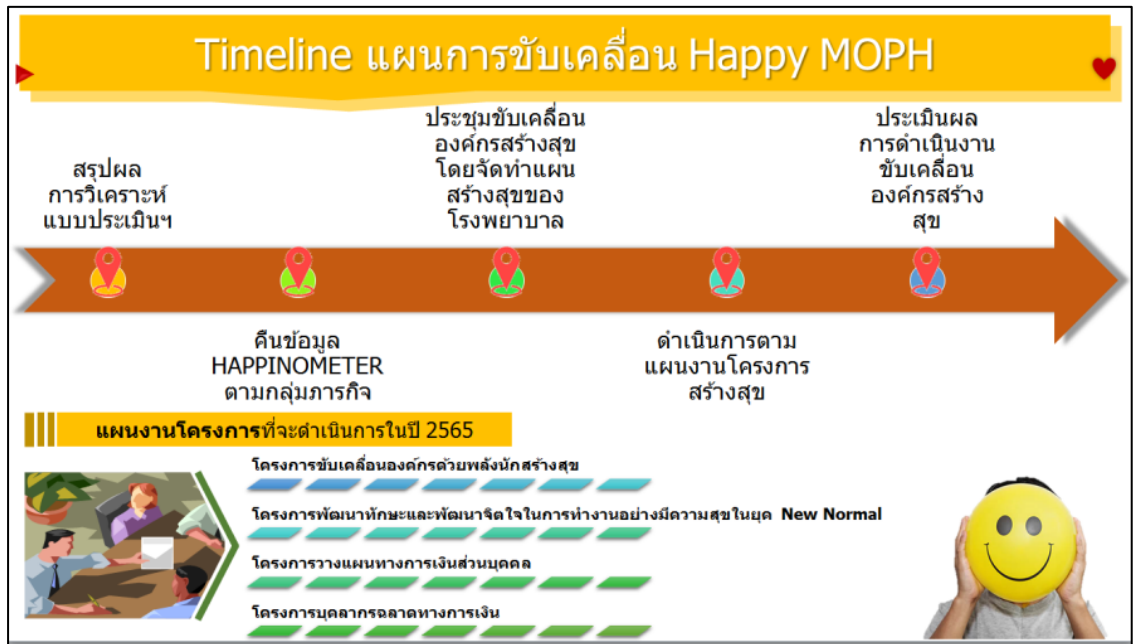 Timeline แผนการขับเคลื่อน Happy MOPH
สรุปผล
การวิเคราะห์
แบบประเมินฯ
คืนข้อมูล
HAPPINOMETER
ตามกลุ่มภารกิจ
ประชุมขับเคลื่อน
องค์กรสร้างสุข
โดยจัดทำแผน
สร้างสุขของ
โรงพยาบาล
ดำเนินการตาม
แผนงานโครงการ
สร้างสุข
ประเมินผล
การดำเนินงาน
ขับเคลื่อน
องค์กรสร้าง
สุข
แผนงานโครงการที่จะดำเนินการในปี 2565
โครงการขับเคลื่อนองค์กรด้วยพลังนักสร้างสุข
โครงการพัฒนาทักษะและพัฒนาจิตใจในการทำงานอย่างมีความสุขในยุด New Normal
โครงการวางแผนทางการเงินส่วนบุคคล
โครงการบุคลากรฉลาดทางการเงิน